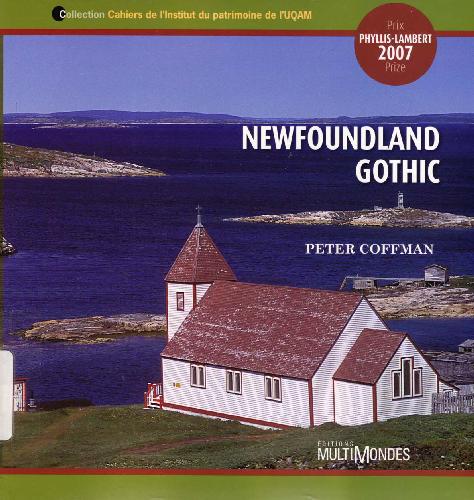 Collection Cahiers de l'Institut du patrimoine de l'UQAM
Prix
PHYLLIS-LAMBERT
2007
Prize
NEWFOUNDLAND
GOTHIC
PETER COFFMAN
ÉDITIONS
MULTIMONDES